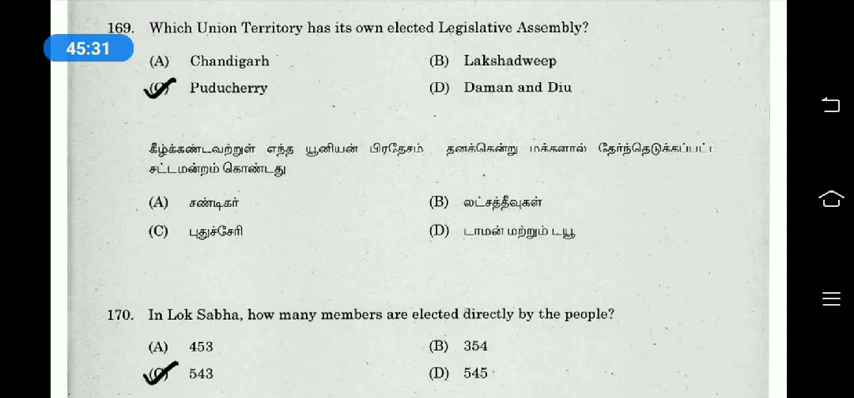 169. Which Union Territory has its own elected Legislative Assembly?
45:31
(A) Chandigarh (B) Lakshadweep
(C) Puducherry (D) Daman and Diu
கீழ்க்கண்டவற்றுள் எந்த யூனியன் பிரதேசம் தனக்கென்று மக்களால் தேர்ந்தெடுக்கப்பட்ட
சட்டமன்றம் கொண்டது
(A) சண்டிகர் (B) லட்சத்தீவுகள்
(C) புதுச்சேரி (D) டாமன் மற்றும் டயூ
170. In Lok Sabha, how many members are elected directly by the people?
(A) 453 (B) 354
(C) 543 (D) 545